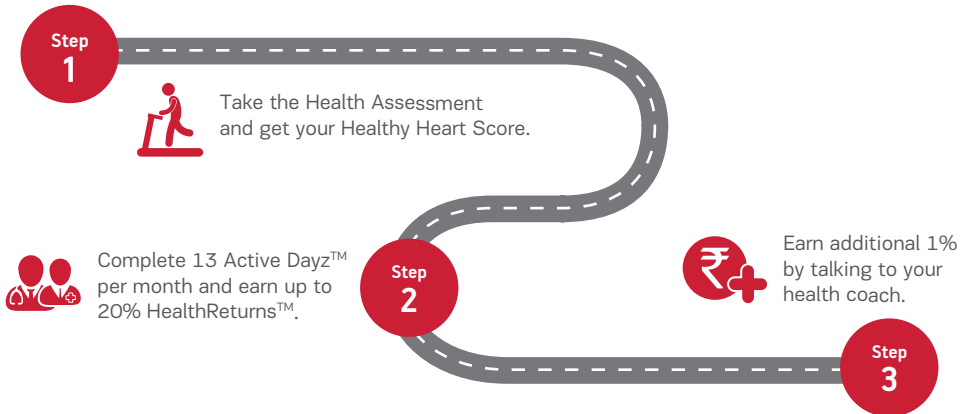 Step
1
Take the Health Assessment
and get your Healthy Heart Score.
Complete 13 Active Dayz™
per month and earn up to
20% HealthReturns™.
Step
2
₹
Earn additional 1%
by talking to your
health coach.
Step
3